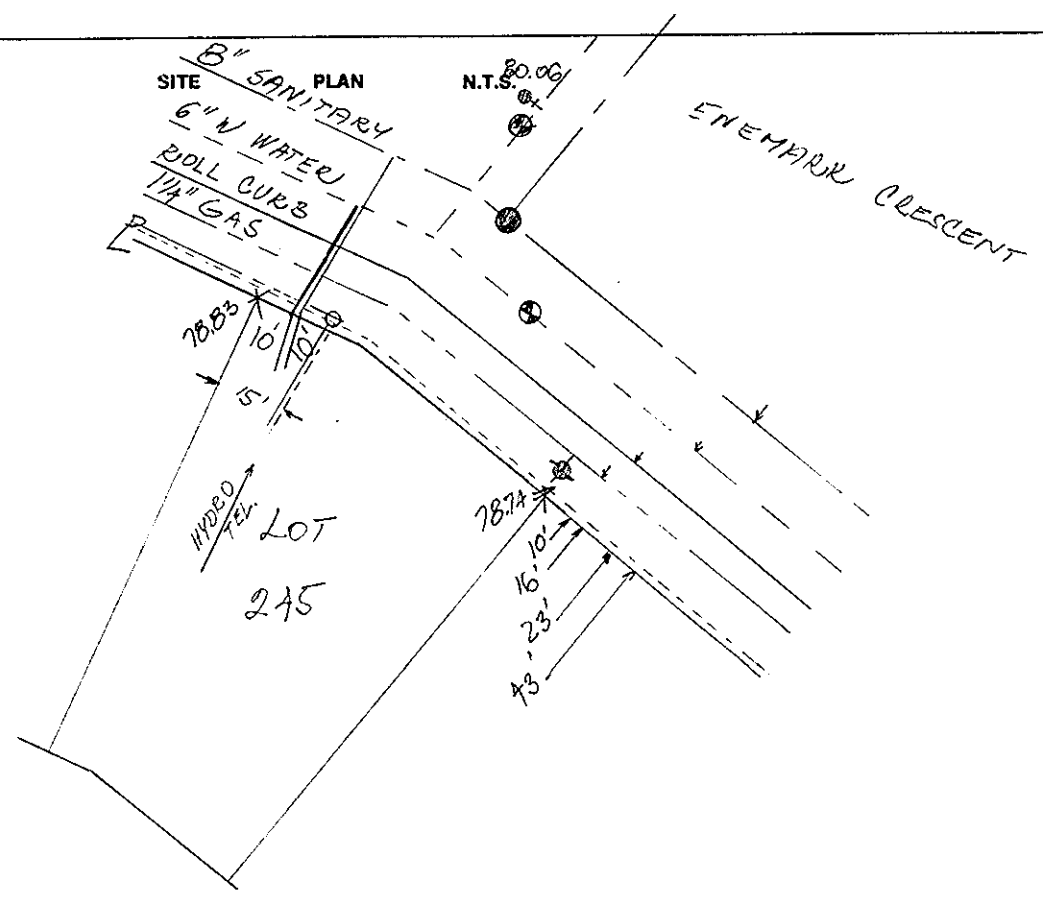 SITE PLAN N.T.S.
80.06
8" SANITARY
6" W WATER
ROLL CURB
1¼" GAS
PL
ENEMARK CRESCENT
78.83
10'
10'
15'
HYDRO
TEL.
LOT
245
78.74
10'
16'
23'
43'